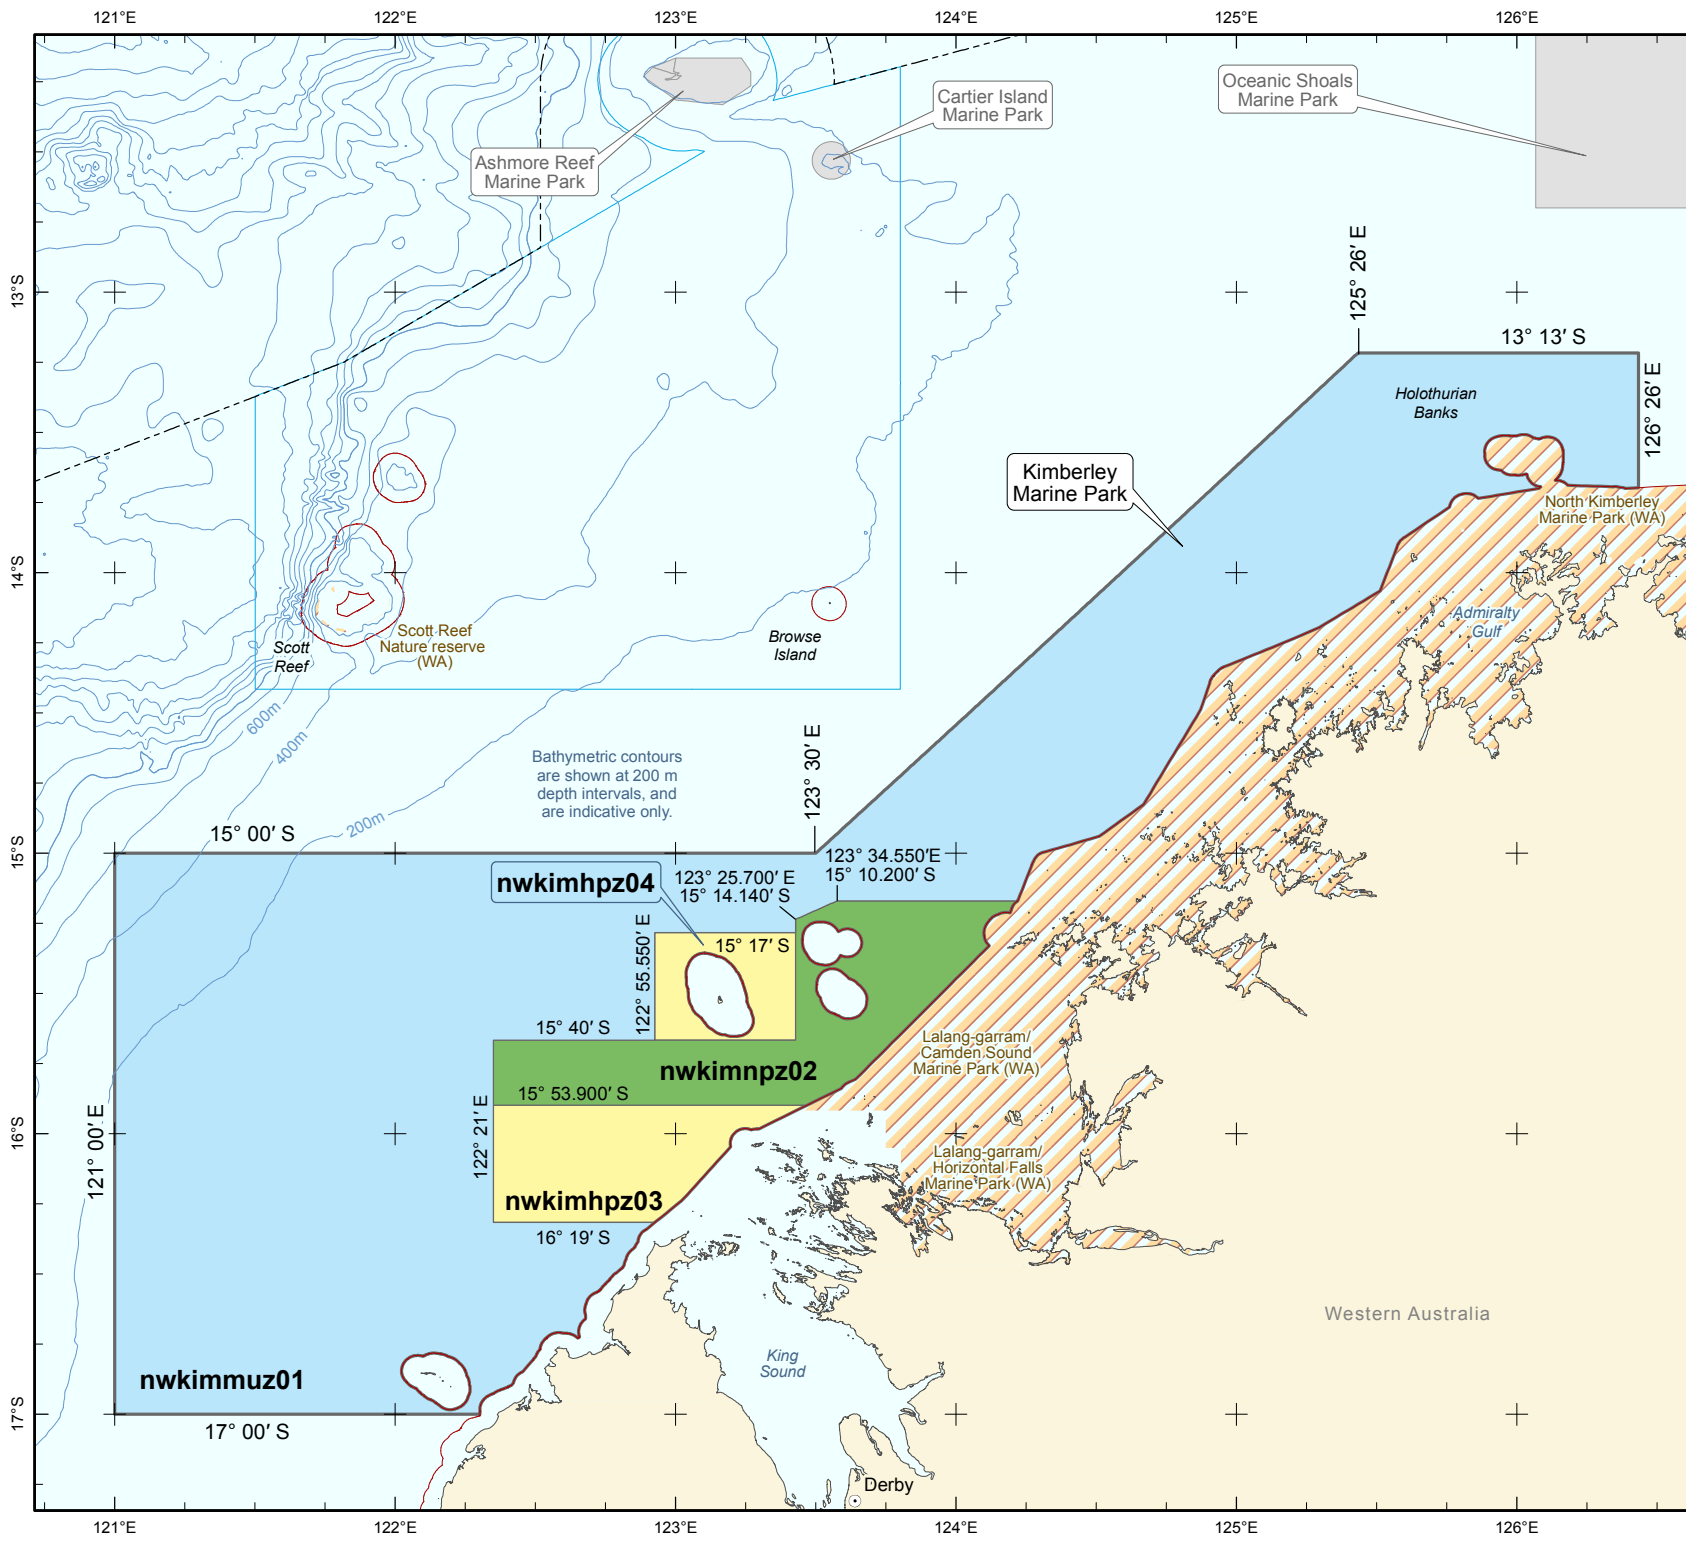 121°E
122°E
123°E
124°E
125°E
126°E
Ashmore Reef
Marine Park
Cartier Island
Marine Park
Oceanic Shoals
Marine Park
13°S
125° 26′ E
13° 13′ S
126° 26′ E
Holothurian
Banks
Kimberley
Marine Park
North Kimberley
Marine Park (WA)
14°S
Admiralty
Gulf
Scott Reef
Nature reserve
(WA)
Scott
Reef
Browse
Island
600m
400m
200m
Bathymetric contours
are shown at 200 m
depth intervals, and
are indicative only.
123° 30′ E
15° 00′ S
15°S
nwkimhpz04
123° 25.700′ E
15° 14.140′ S
123° 34.550′E
15° 10.200′ S
122° 55.550′ E
15° 17′ S
15° 40′ S
Lalang-garram/
Camden Sound
Marine Park (WA)
nwkimnpz02
15° 53.900′ S
16°S
121° 00′ E
122° 21′ E
Lalang-garram/
Horizontal Falls
Marine Park (WA)
nwkimhpz03
16° 19′ S
Western Australia
King
Sound
nwkimmuz01
17°S
17° 00′ S
Derby
121°E
122°E
123°E
124°E
125°E
126°E